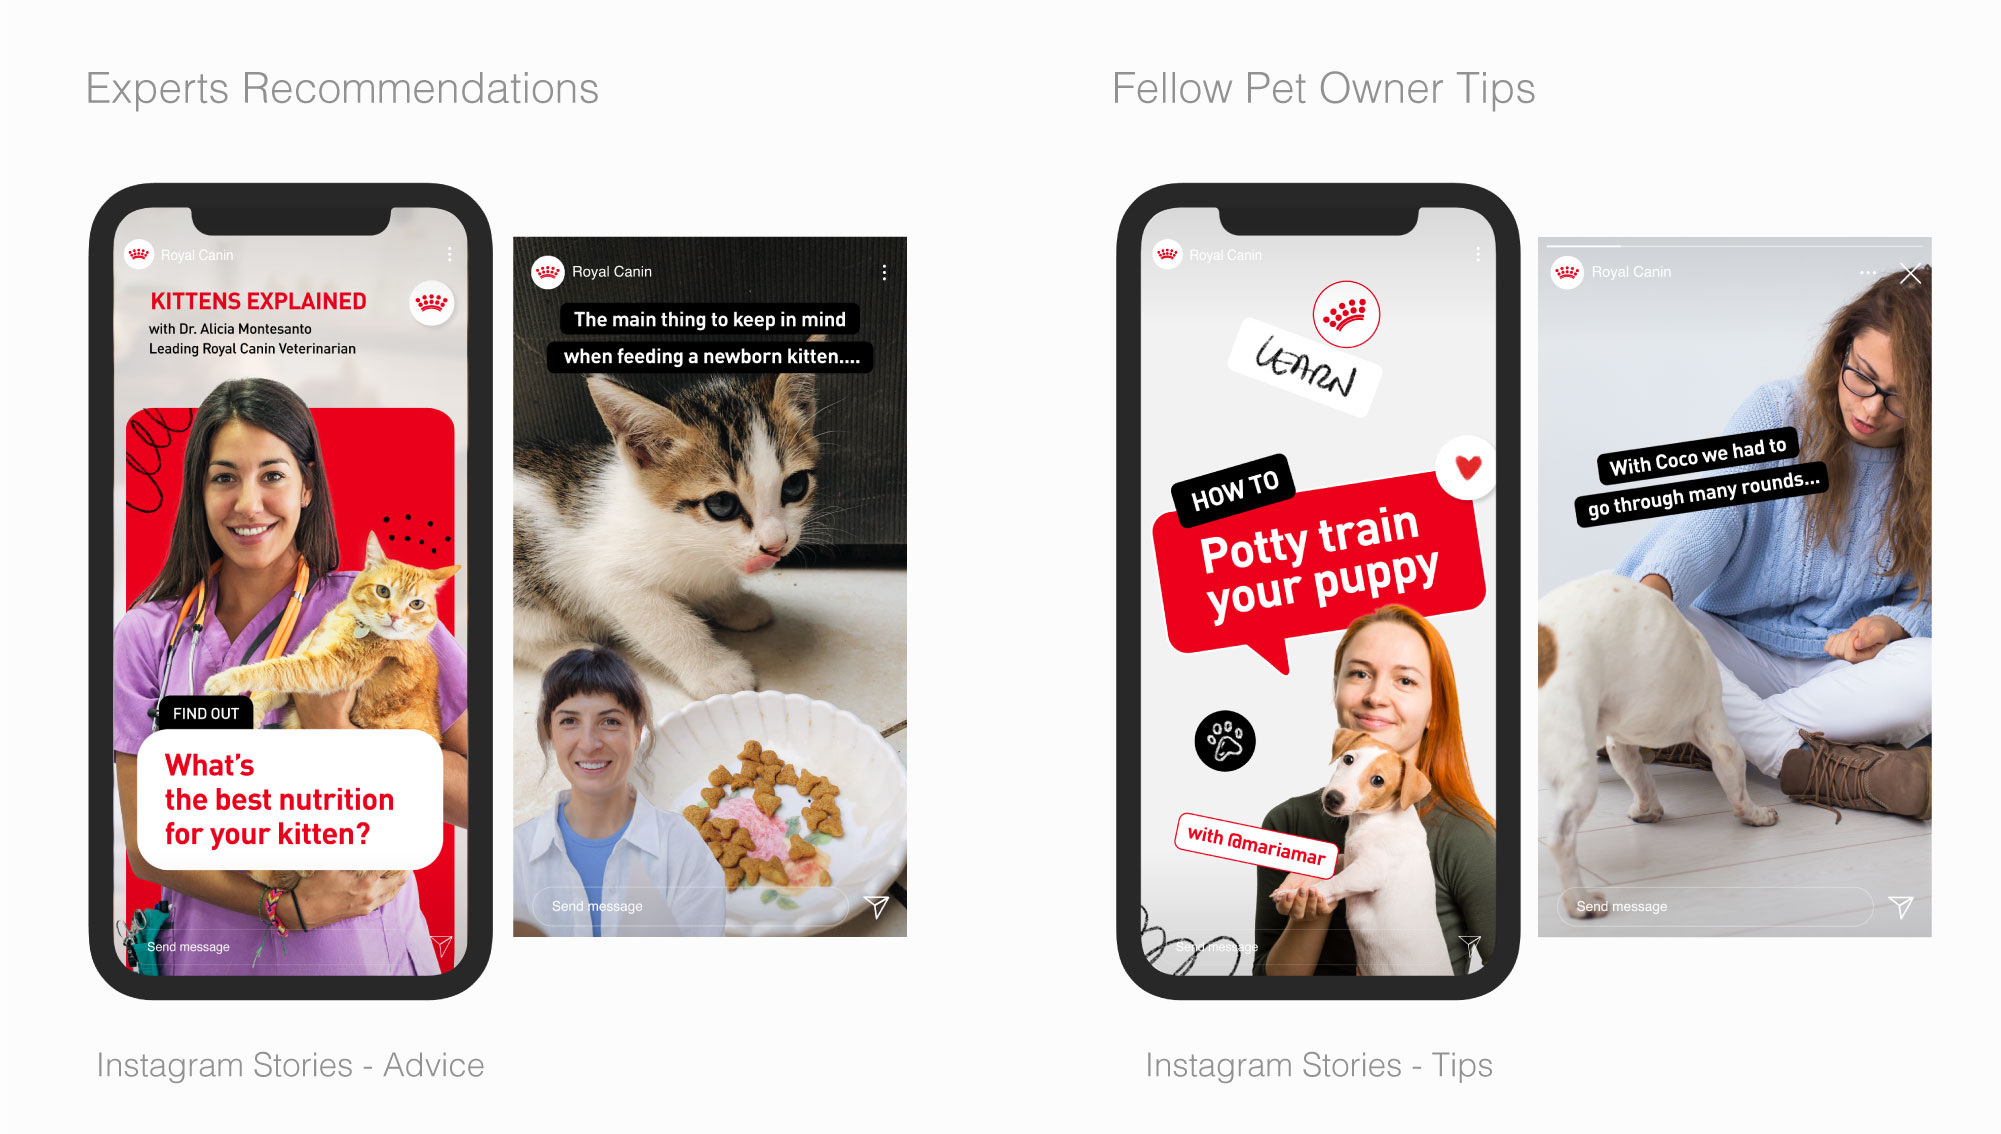 Experts Recommendations
Royal Canin
KITTENS EXPLAINED
with Dr. Alicia Montesanto
Leading Royal Canin Veterinarian
FIND OUT
What's
the best nutrition
for your kitten?
Send message
Royal Canin
The main thing to keep in mind
when feeding a newborn kitten....
Send message
Instagram Stories - Advice
Fellow Pet Owner Tips
Royal Canin
LEARN
HOW TO
Potty train
your puppy
with @mariamar
Send message
Royal Canin
With Coco we had to
go through many rounds...
Send message
Instagram Stories - Tips